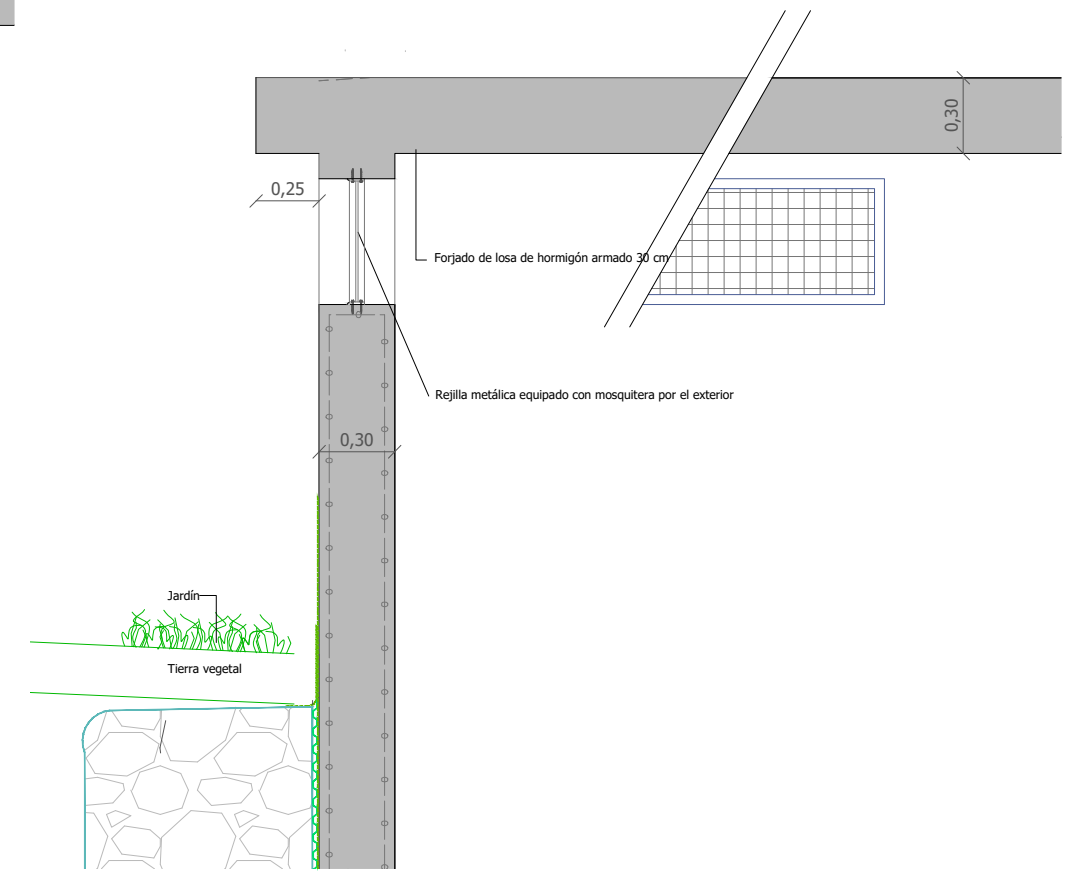 0,30
0,25
Forjado de losa de hormigón armado 30 cm
Rejilla metálica equipado con mosquitera por el exterior
0,30
Jardín
Tierra vegetal